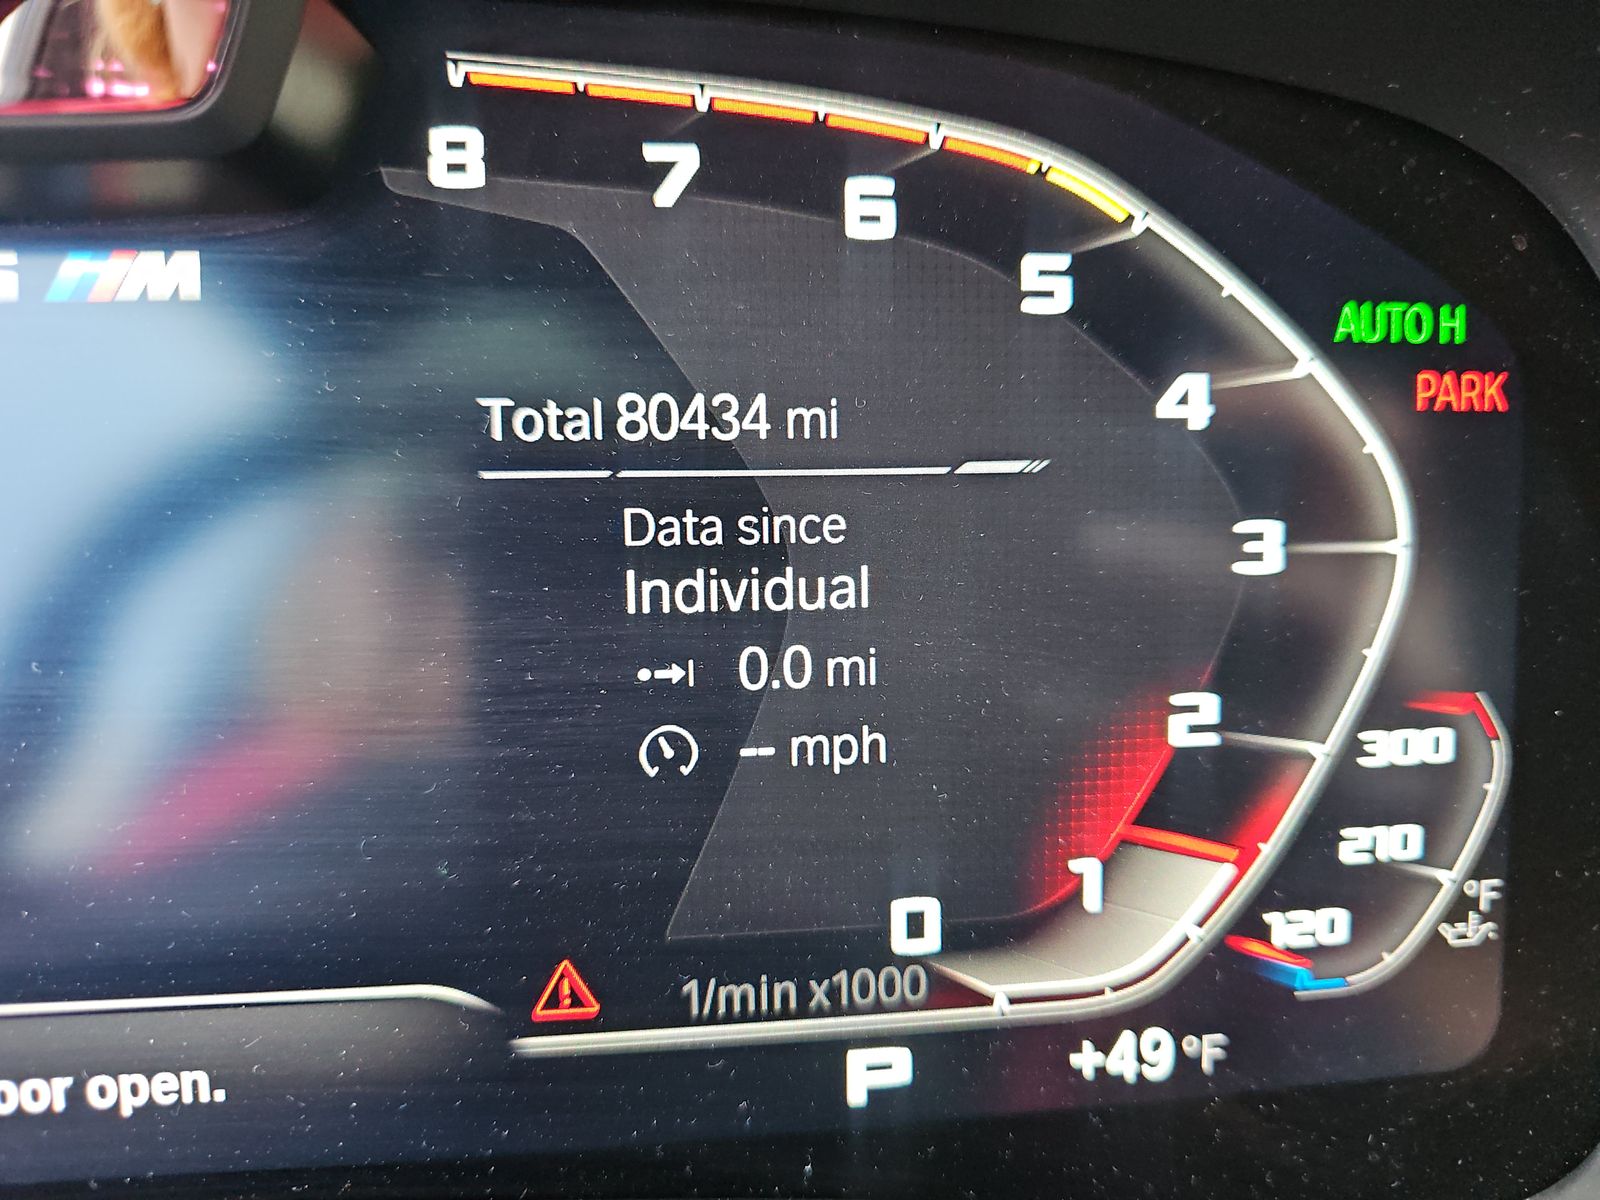 8
7
6
5
4
3
2
1
0
M
AUTO H
PARK
Total 80434 mi
Data since
Individual
0.0 mi
-- mph
300
210
120
°F
1/min x1000
P
+49 °F
open.